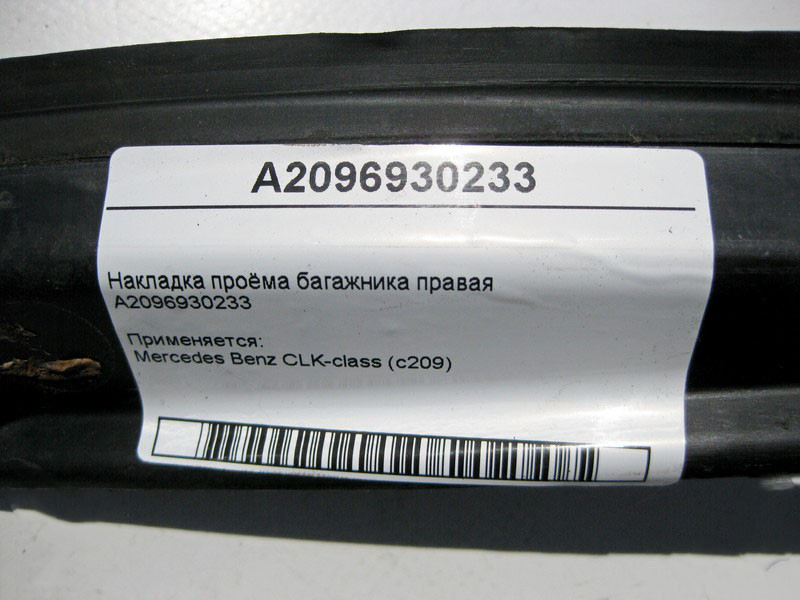 A2096930233
Накладка проёма багажника правая
A2096930233
Применяется:
Mercedes Benz CLK-class (c209)